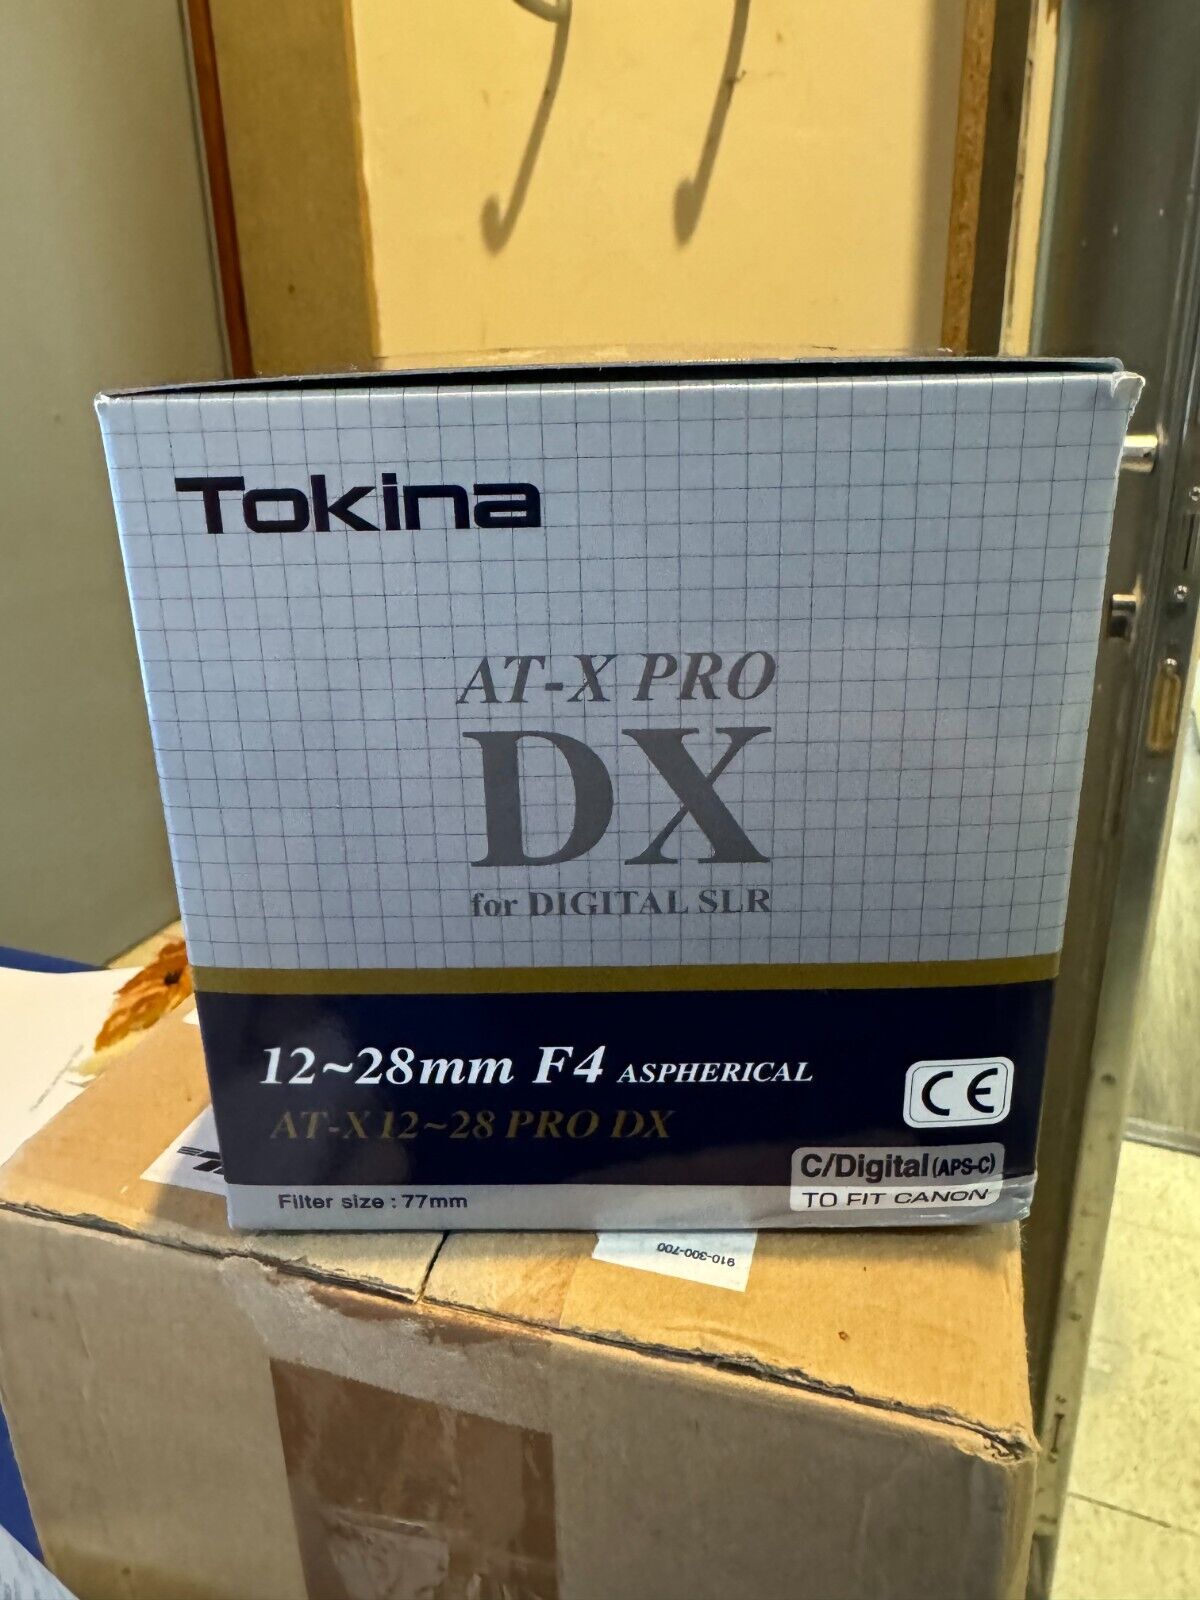 Tokina
AT-X PRO
DX
for DIGITAL SLR
12~28mm F4 ASPHERICAL
AT-X 12~28 PRO DX
CE
C/Digital (APS-C)
TO FIT CANON
Filter size : 77mm
910-300-700